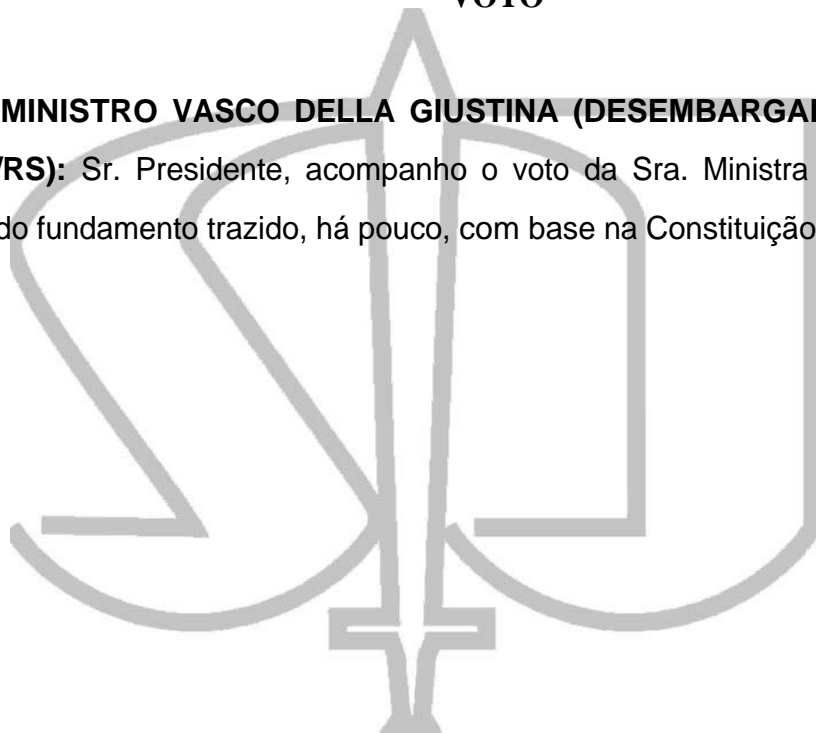 VOTO
MINISTRO VASCO DELLA GIUSTINA (DESEMBARGA
/RS): Sr. Presidente, acompanho o voto da Sra. Ministra
do fundamento trazido, há pouco, com base na Constituição